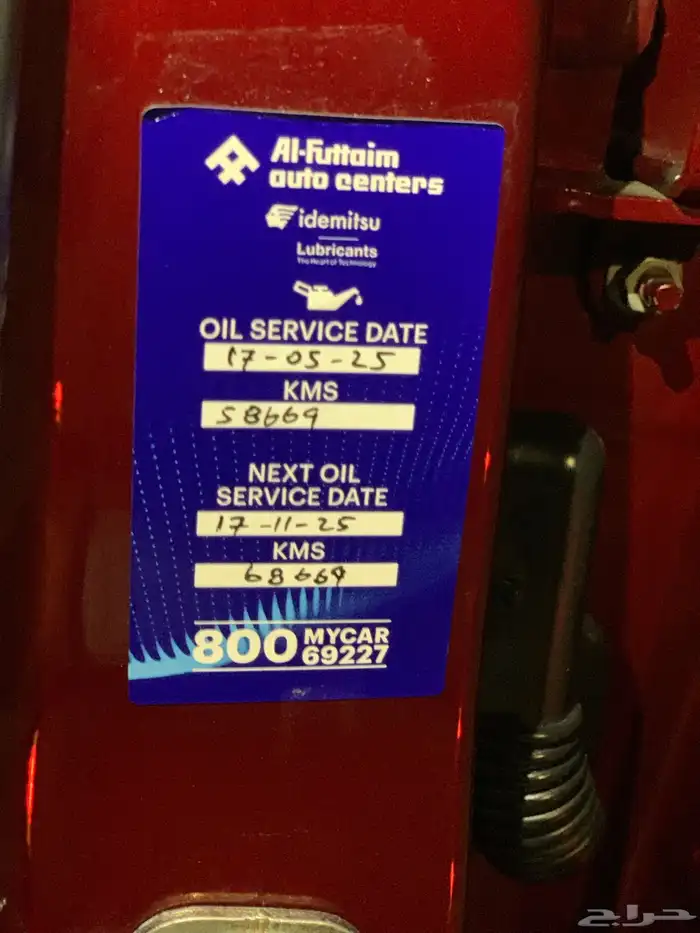 Al-Futtaim
auto centers
idemitsu
Lubricants
The Heart of Technology
OIL SERVICE DATE
17-05-25
KMS
58669
NEXT OIL
SERVICE DATE
17-11-25
KMS
68669
800 MYCAR
69227
حراج